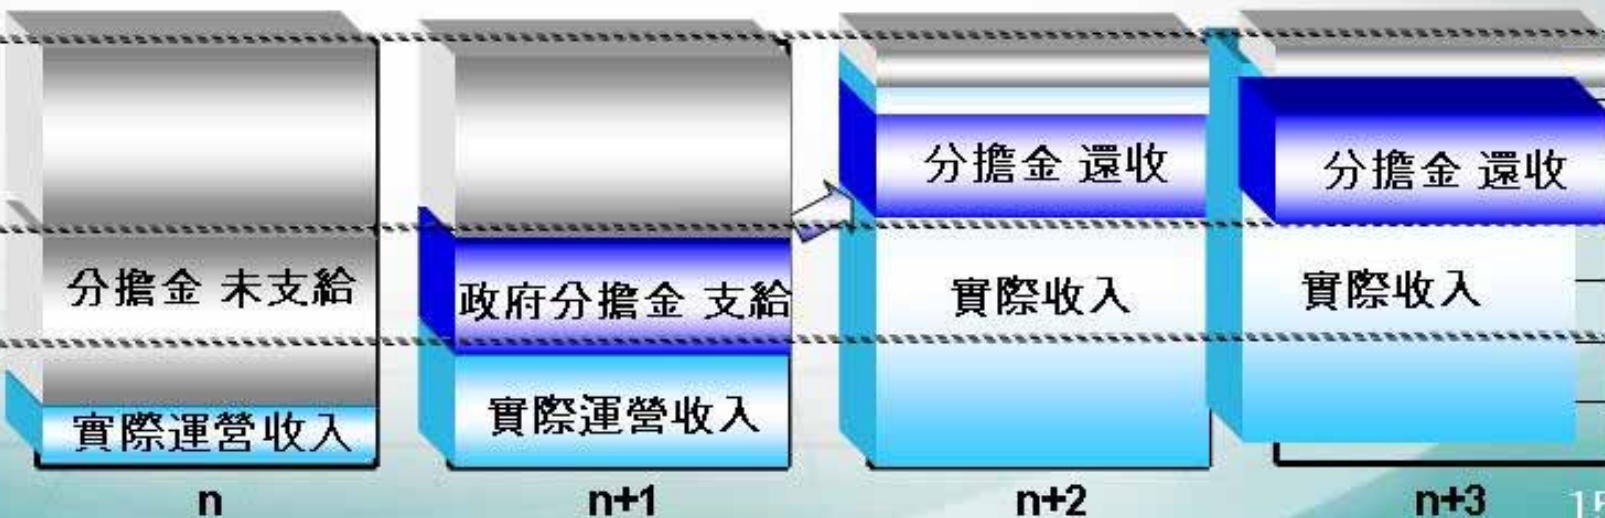 分擔金 未支給
實際運營收入
n
政府分擔金 支給
實際運營收入
n+1
分擔金 還收
實際收入
n+2
分擔金 還收
實際收入
n+3
15